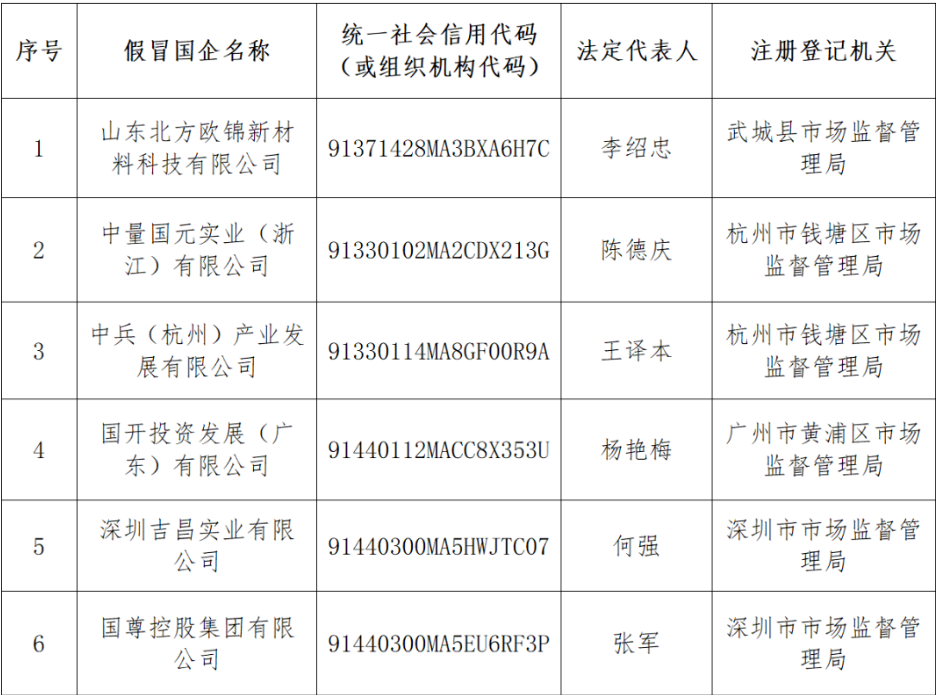 序号
假冒国企名称
统一社会信用代码
（或组织机构代码）
法定代表人
注册登记机关
1
山东北方欧锦新材
料科技有限公司
91371428MA3BXA6H7C
李绍忠
武城县市场监督管
理局
2
中量国元实业（浙
江）有限公司
91330102MA2CDX213G
陈德庆
杭州市钱塘区市场
监督管理局
3
中兵（杭州）产业发
展有限公司
91330114MA8GF00R9A
王译本
杭州市钱塘区市场
监督管理局
4
国开投资发展（广
东）有限公司
91440112MACC8X353U
杨艳梅
广州市黄浦区市场
监督管理局
5
深圳吉昌实业有限
公司
91440300MA5HWJTC07
何强
深圳市市场监督管
理局
6
国尊控股集团有限
公司
91440300MA5EU6RF3P
张军
深圳市市场监督管
理局